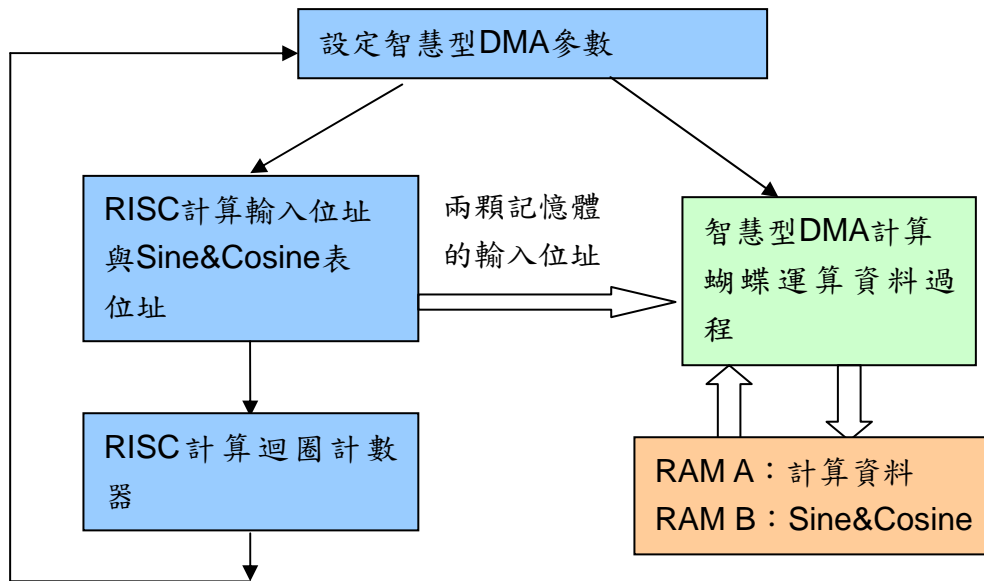 設定智慧型DMA參數
RISC計算輸入位址
與Sine&Cosine表
位址
兩顆記憶體
的輸入位址
智慧型DMA計算
蝴蝶運算資料過
程
RISC計算迴圈計數
器
RAM A：計算資料
RAM B：Sine&Cosine